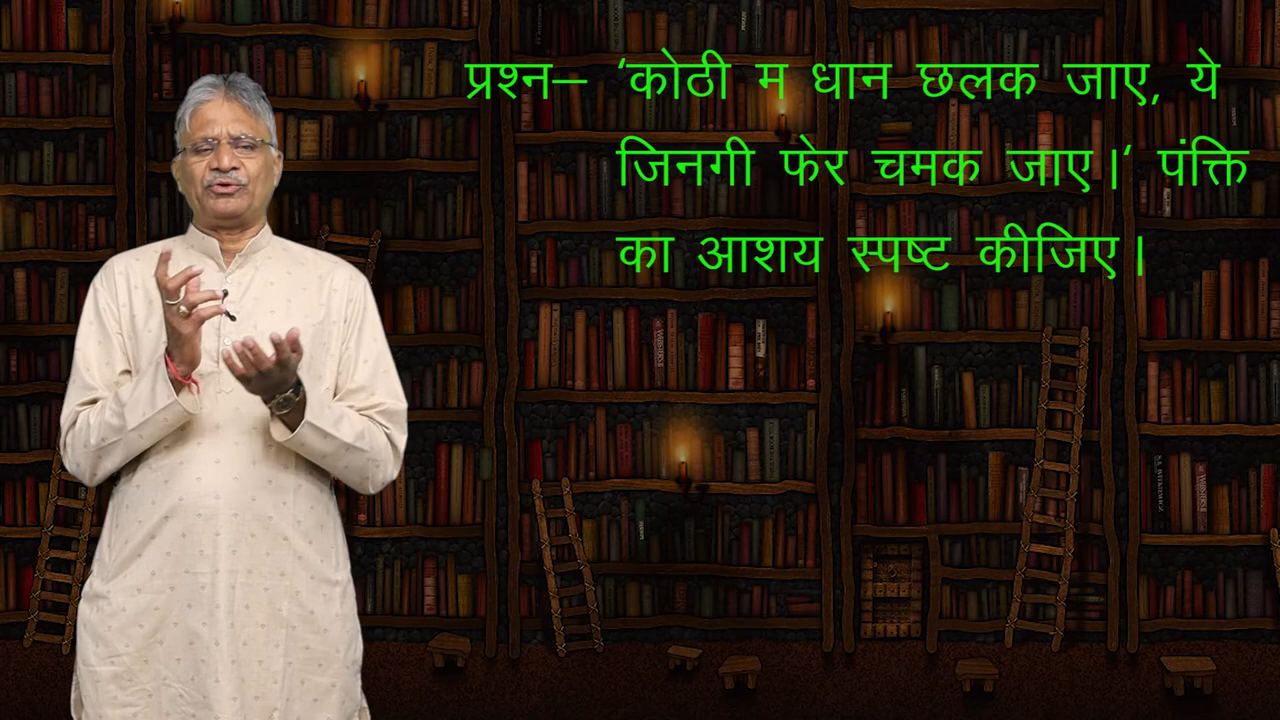 प्रश्न– ‘कोठी म धान छलक जाए, ये
जिनगी फेर चमक जाए।‘ पंक्ति
का आशय स्पष्ट कीजिए।